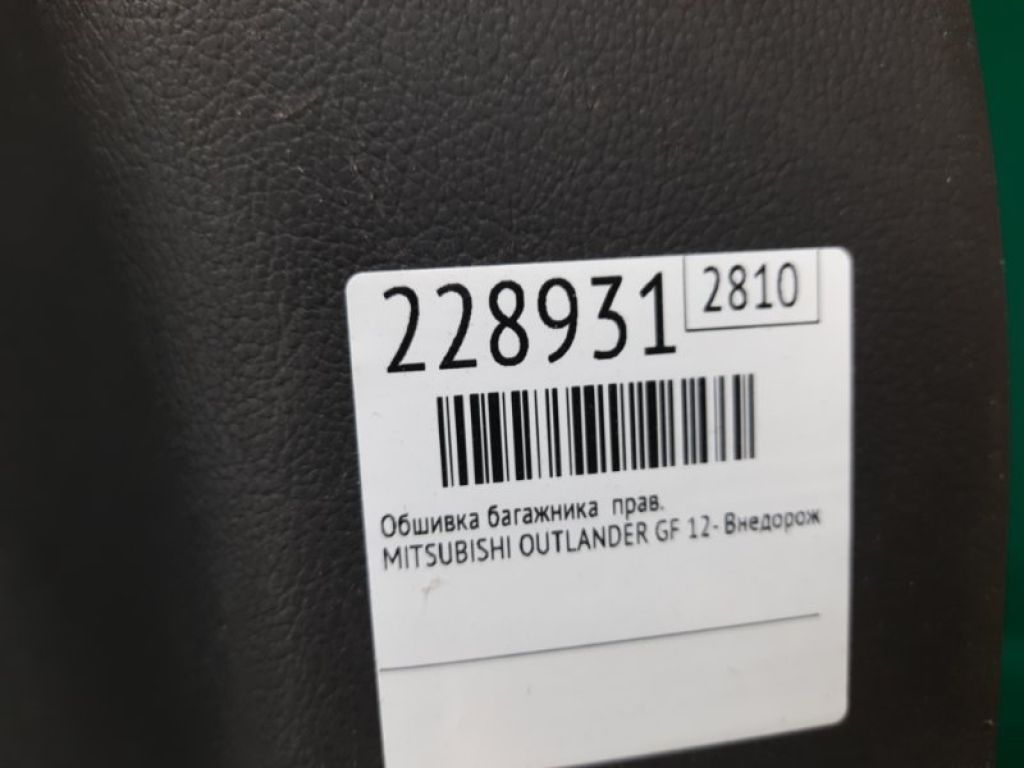 228931 2810
Обшивка багажника прав.
MITSUBISHI OUTLANDER GF 12- Внедорож